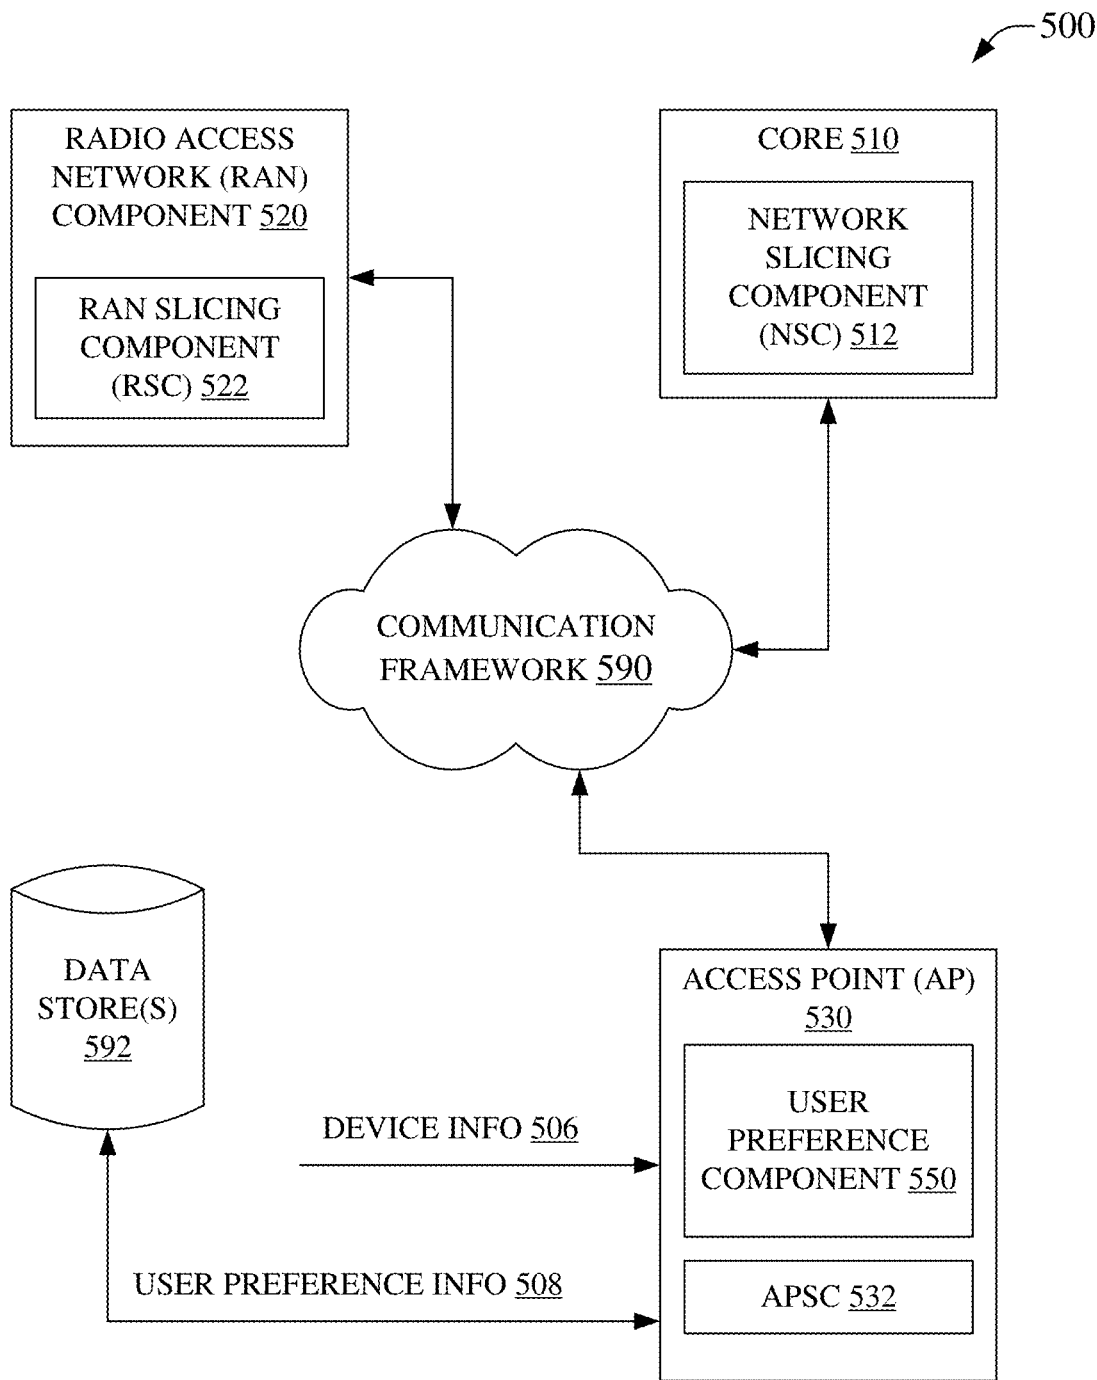 500
RADIO ACCESS
NETWORK (RAN)
COMPONENT 520
RAN SLICING
COMPONENT
(RSC) 522
CORE 510
NETWORK
SLICING
COMPONENT
(NSC) 512
COMMUNICATION
FRAMEWORK 590
DATA
STORE(S)
592
ACCESS POINT (AP)
530
USER
PREFERENCE
COMPONENT 550
APSC 532
DEVICE INFO 506
USER PREFERENCE INFO 508